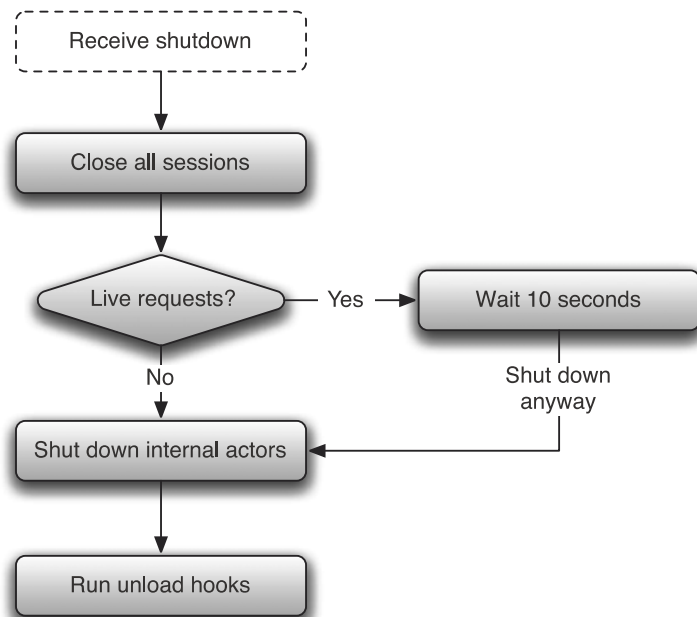 Receive shutdown
Close all sessions
Live requests?
Yes
Wait 10 seconds
No
Shut down
anyway
Shut down internal actors
Run unload hooks